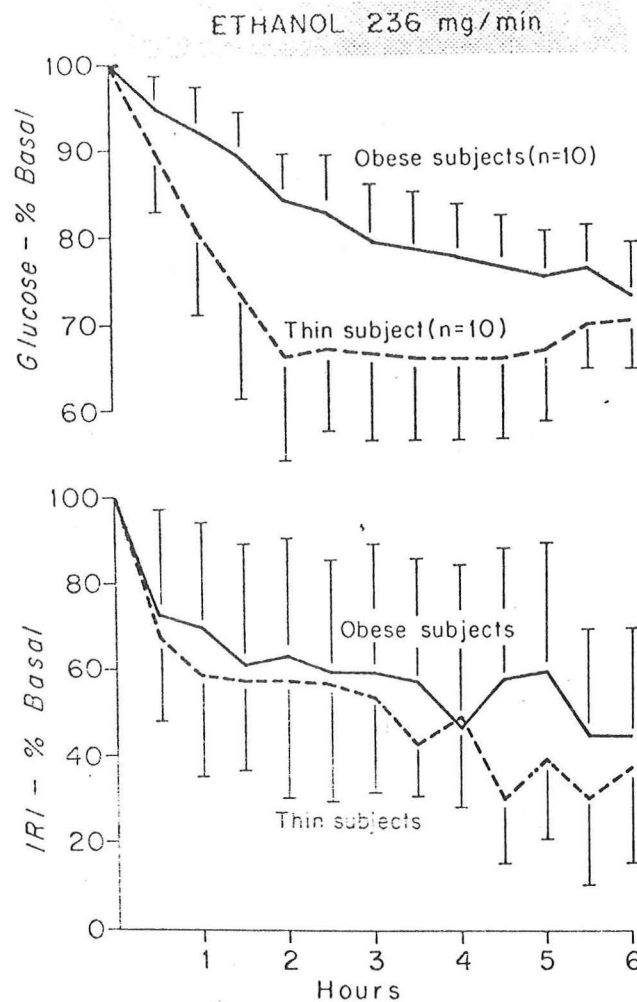 ETHANOL 236 mg/min
Glucose - % Basal
100
90
80
70
60
Obese subjects (n=10)
Thin subject (n=10)
IRI - % Basal
100
80
60
40
20
0
Obese subjects
Thin subjects
1 2 3 4 5 6
Hours